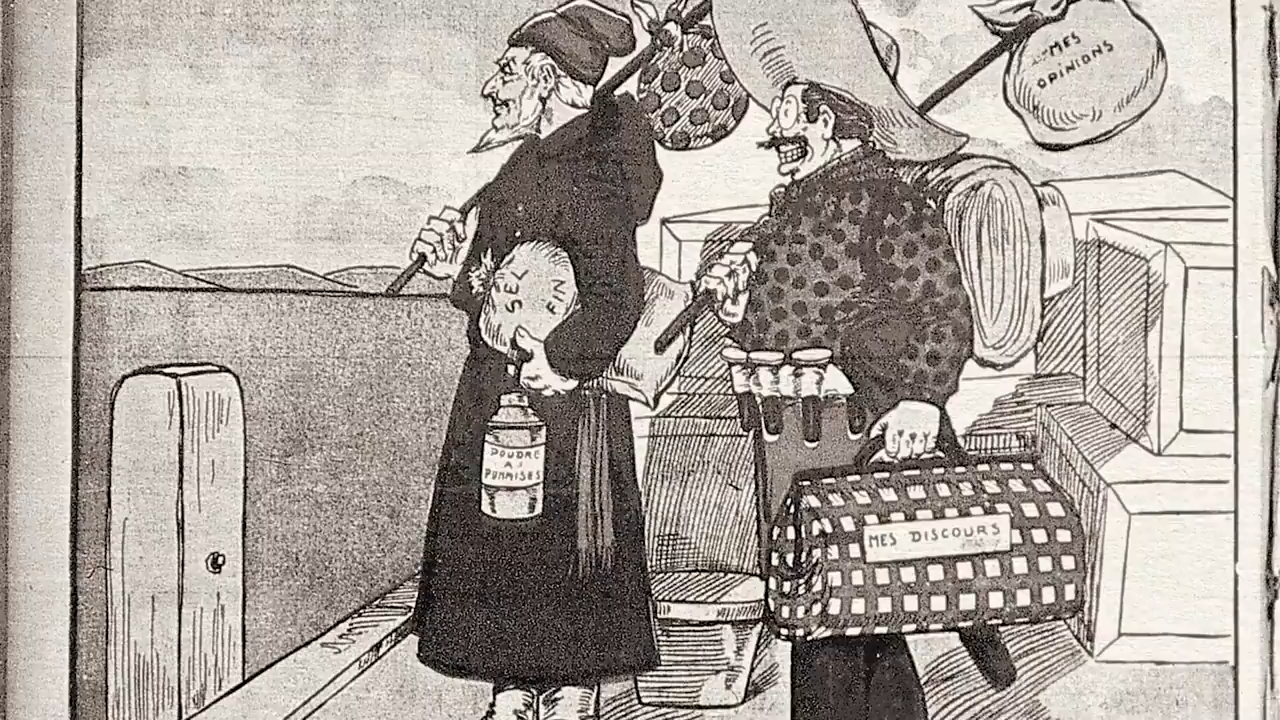 MES
OPINIONS
SEL
FIN
POUDRE
A
PUNAISES
MES DISCOURS